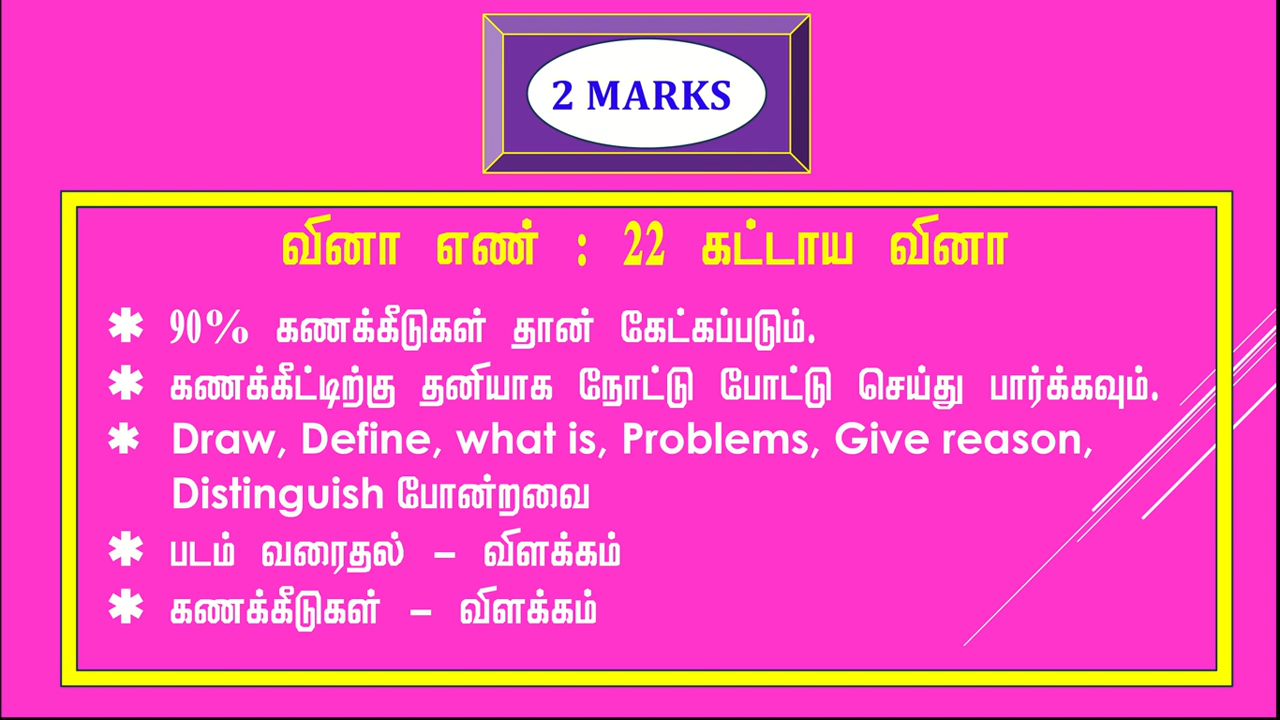 2 MARKS
வினா எண் : 22 கட்டாய வினா
✱ 90% கணக்கீடுகள் தான் கேட்கப்படும்.
✱ கணக்கீட்டிற்கு தனியாக நோட்டு போட்டு செய்து பார்க்கவும்.
✱ Draw, Define, what is, Problems, Give reason,
Distinguish போன்றவை
✱ படம் வரைதல் – விளக்கம்
✱ கணக்கீடுகள் – விளக்கம்